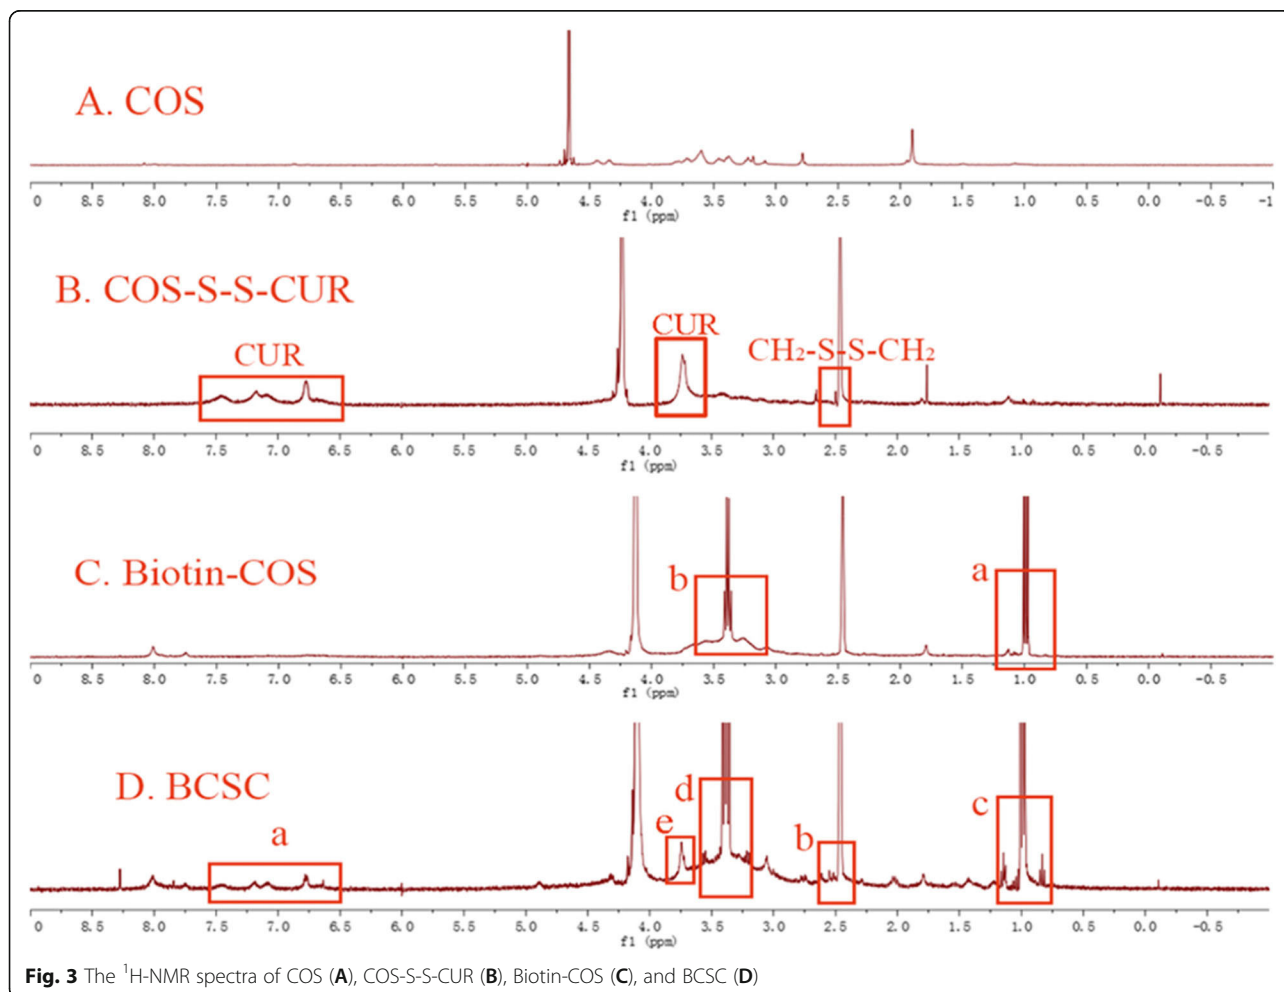 A. COS
0 8.5 8.0 7.5 7.0 6.5 6.0 5.5 5.0 4.5 4.0 3.5 3.0 2.5 2.0 1.5 1.0 0.5 0.0 -0.5 -1
f1 (ppm)
B. COS-S-S-CUR
CUR
CUR
CH₂-S-S-CH₂
0 8.5 8.0 7.5 7.0 6.5 6.0 5.5 5.0 4.5 4.0 3.5 3.0 2.5 2.0 1.5 1.0 0.5 0.0 -0.5
f1 (ppm)
C. Biotin-COS
b
a
0 8.5 8.0 7.5 7.0 6.5 6.0 5.5 5.0 4.5 4.0 3.5 3.0 2.5 2.0 1.5 1.0 0.5 0.0 -0.5
f1 (ppm)
D. BCSC
a
e
d
b
c
0 8.5 8.0 7.5 7.0 6.5 6.0 5.5 5.0 4.5 4.0 3.5 3.0 2.5 2.0 1.5 1.0 0.5 0.0 -0.5
f1 (ppm)
Fig. 3 The ¹H-NMR spectra of COS (A), COS-S-S-CUR (B), Biotin-COS (C), and BCSC (D)